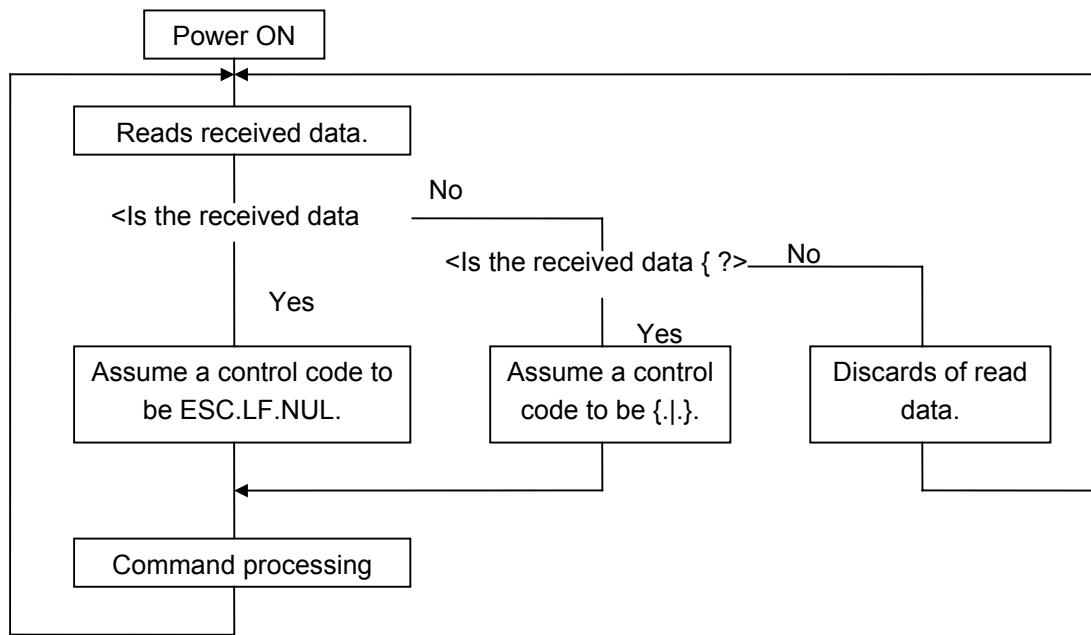 Power ON
Reads received data.
No
<Is the received data
<Is the received data { ?>
No
Yes
Yes
Assume a control code to
be ESC.LF.NUL.
Assume a control
code to be {.|.}.
Discards of read
data.
Command processing